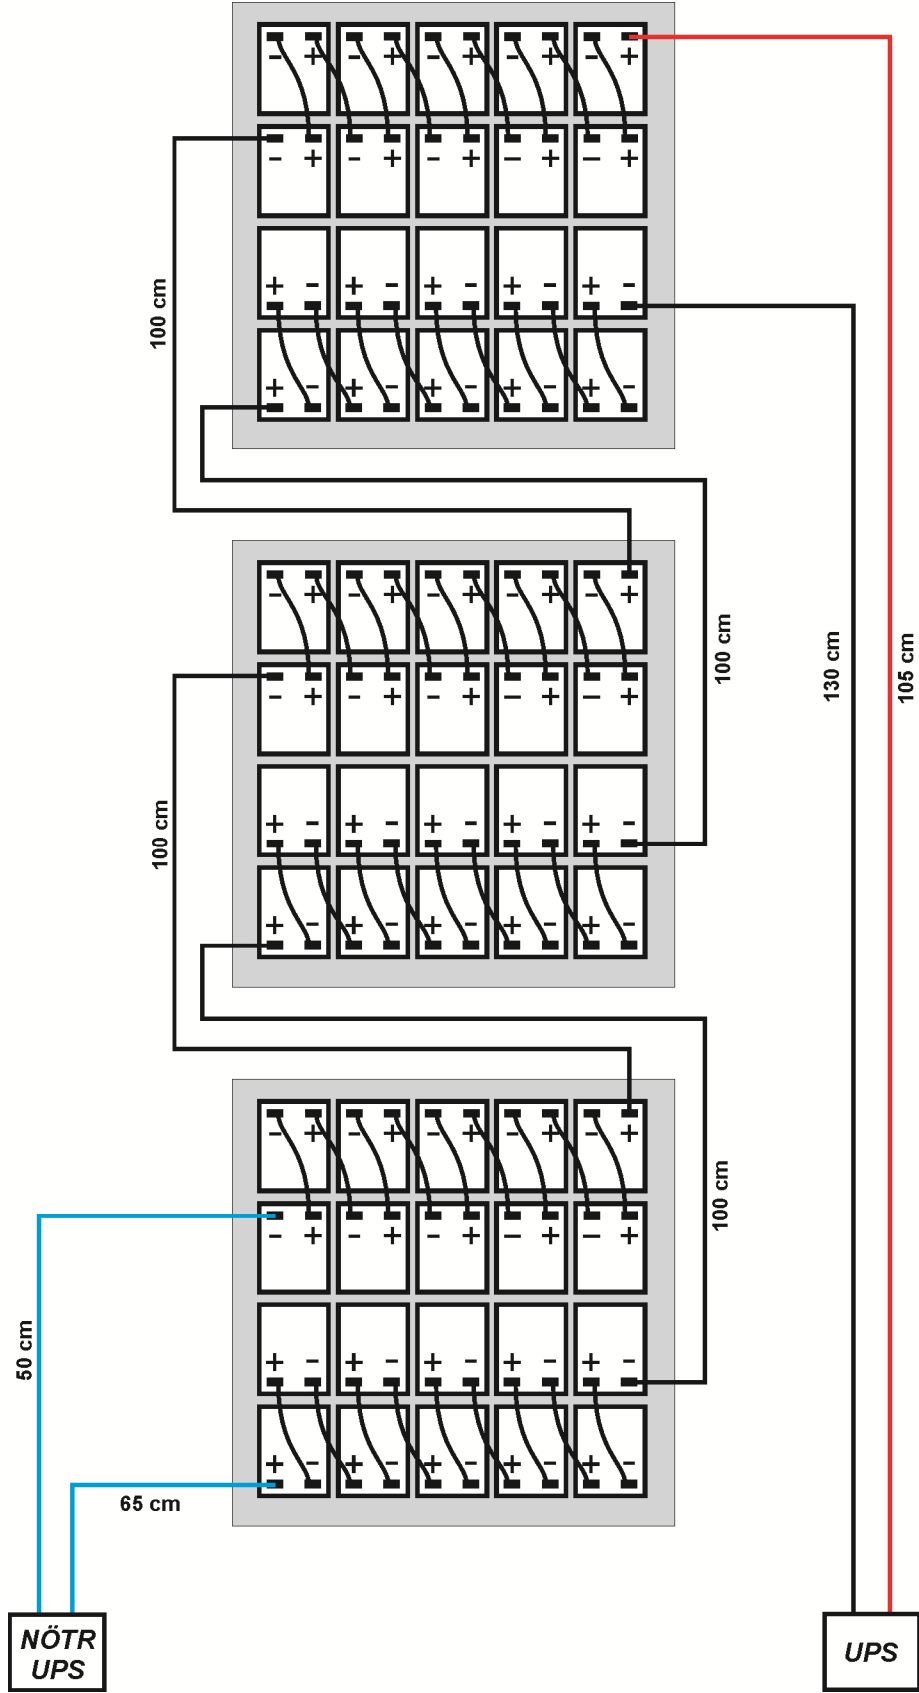 - + - + - + - + - +
- + - + - + - + - +
+ - + - + - + - + -
+ - + - + - + - + -
100 cm
- + - + - + - + - +
- + - + - + - + - +
+ - + - + - + - + -
+ - + - + - + - + -
100 cm
100 cm
130 cm
105 cm
- + - + - + - + - +
- + - + - + - + - +
+ - + - + - + - + -
+ - + - + - + - + -
100 cm
50 cm
65 cm
NÖTR
UPS
UPS